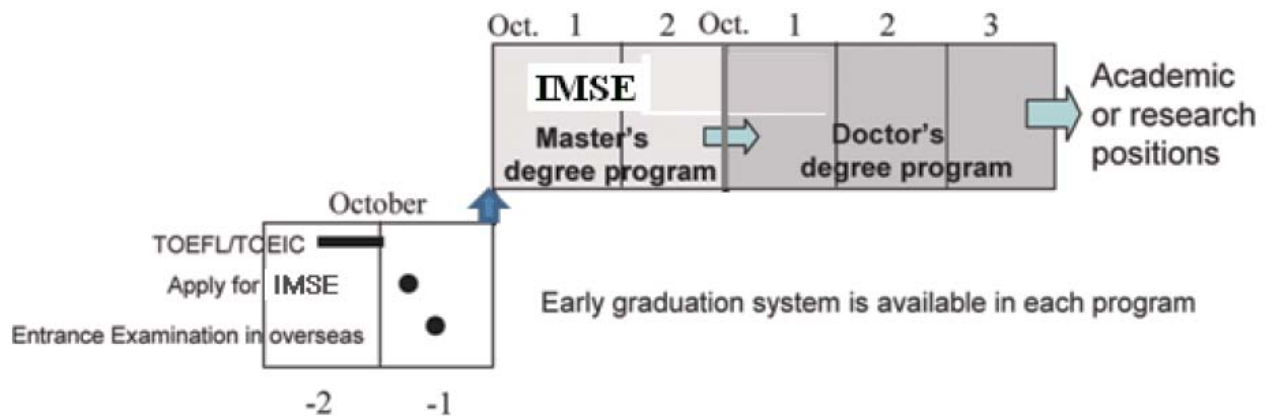 Oct. 1 2 Oct. 1 2 3
IMSE
Master's
degree program
Doctor's
degree program
Academic
or research
positions
October
TOEFL/TOEIC
Apply for IMSE
Entrance Examination in overseas
Early graduation system is available in each program
-2 -1